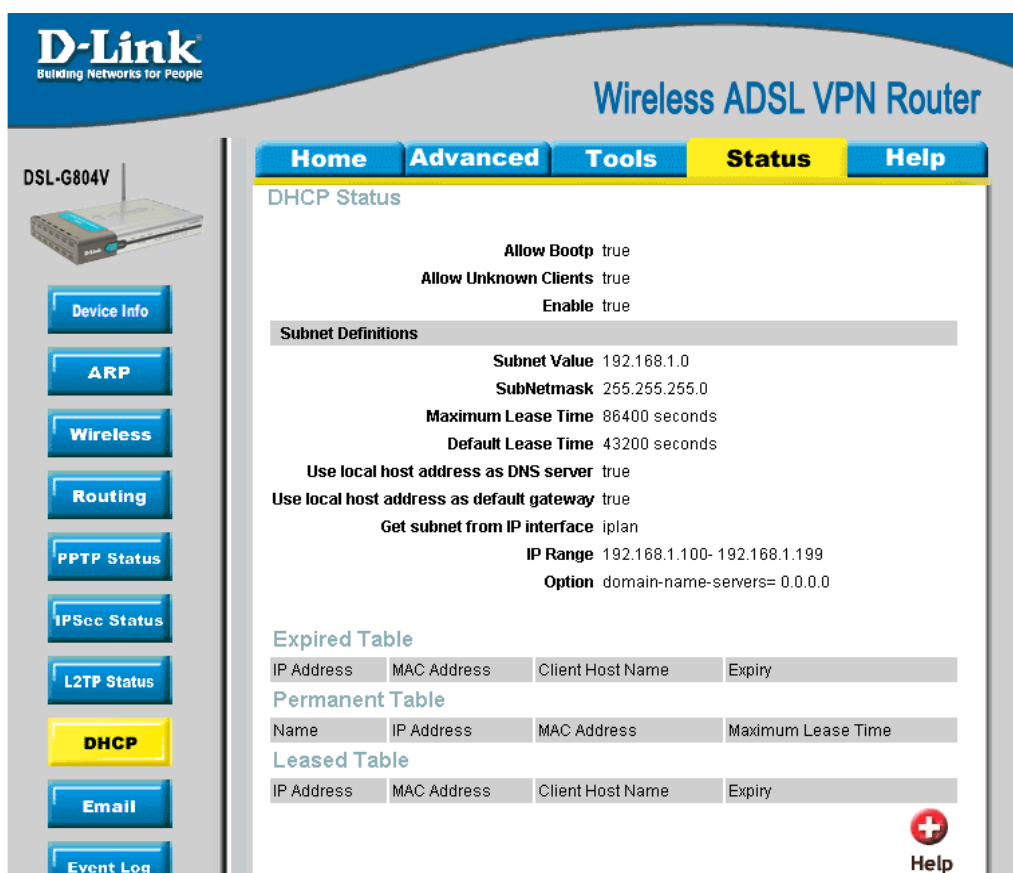 D-Link
Building Networks for People
Wireless ADSL VPN Router
DSL-G804V
Home Advanced Tools Status Help
DHCP Status
Allow Bootp true
Allow Unknown Clients true
Enable true
Subnet Definitions
Subnet Value 192.168.1.0
SubNetmask 255.255.255.0
Maximum Lease Time 86400 seconds
Default Lease Time 43200 seconds
Use local host address as DNS server true
Use local host address as default gateway true
Get subnet from IP interface iplan
IP Range 192.168.1.100- 192.168.1.199
Option domain-name-servers= 0.0.0.0
Expired Table
IP Address MAC Address Client Host Name Expiry
Permanent Table
Name IP Address MAC Address Maximum Lease Time
Leased Table
IP Address MAC Address Client Host Name Expiry
Help
Device Info
ARP
Wireless
Routing
PPTP Status
IPSec Status
L2TP Status
DHCP
Email
Event Log